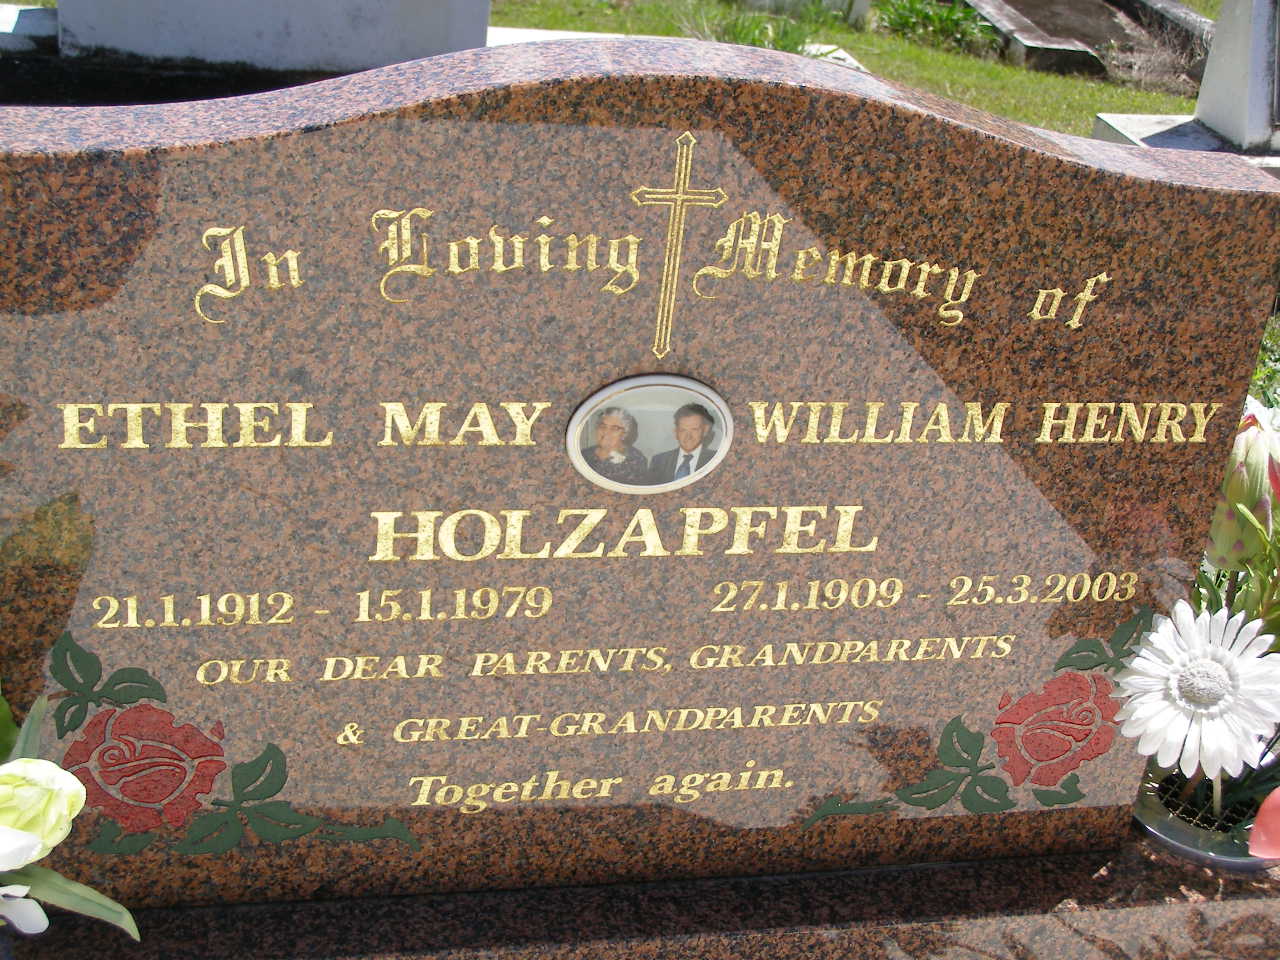 In Loving Memory of
ETHEL MAY WILLIAM HENRY
HOLZAPFEL
21.1.1912 - 15.1.1979 27.1.1909 - 25.3.2003
OUR DEAR PARENTS, GRANDPARENTS
& GREAT-GRANDPARENTS
Together again.